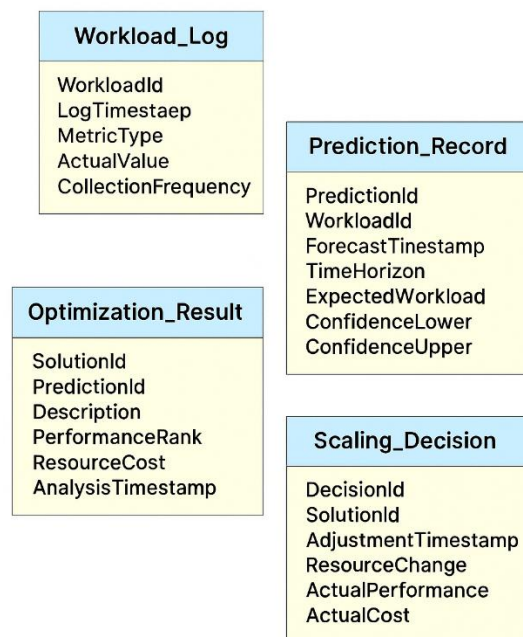 Workload_Log
WorkloadId
LogTimestaep
MetricType
ActualValue
CollectionFrequency
Prediction_Record
PredictionId
WorkloadId
ForecastTinestamp
TimeHorizon
ExpectedWorkload
ConfidenceLower
ConfidenceUpper
Optimization_Result
SolutionId
PredictionId
Description
PerformanceRank
ResourceCost
AnalysisTimestamp
Scaling_Decision
DecisionId
SolutionId
AdjustmentTimestamp
ResourceChange
ActualPerformance
ActualCost